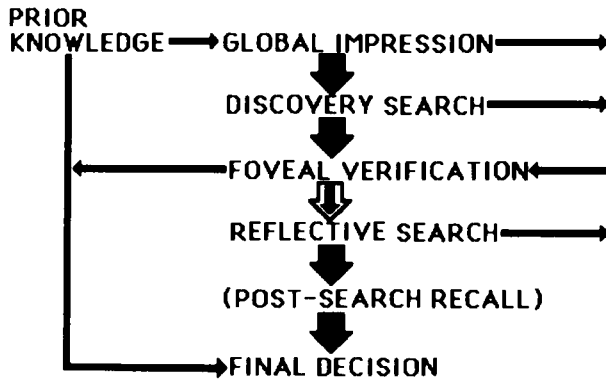 PRIOR
KNOWLEDGE
GLOBAL IMPRESSION
DISCOVERY SEARCH
FOVEAL VERIFICATION
REFLECTIVE SEARCH
(POST-SEARCH RECALL)
FINAL DECISION